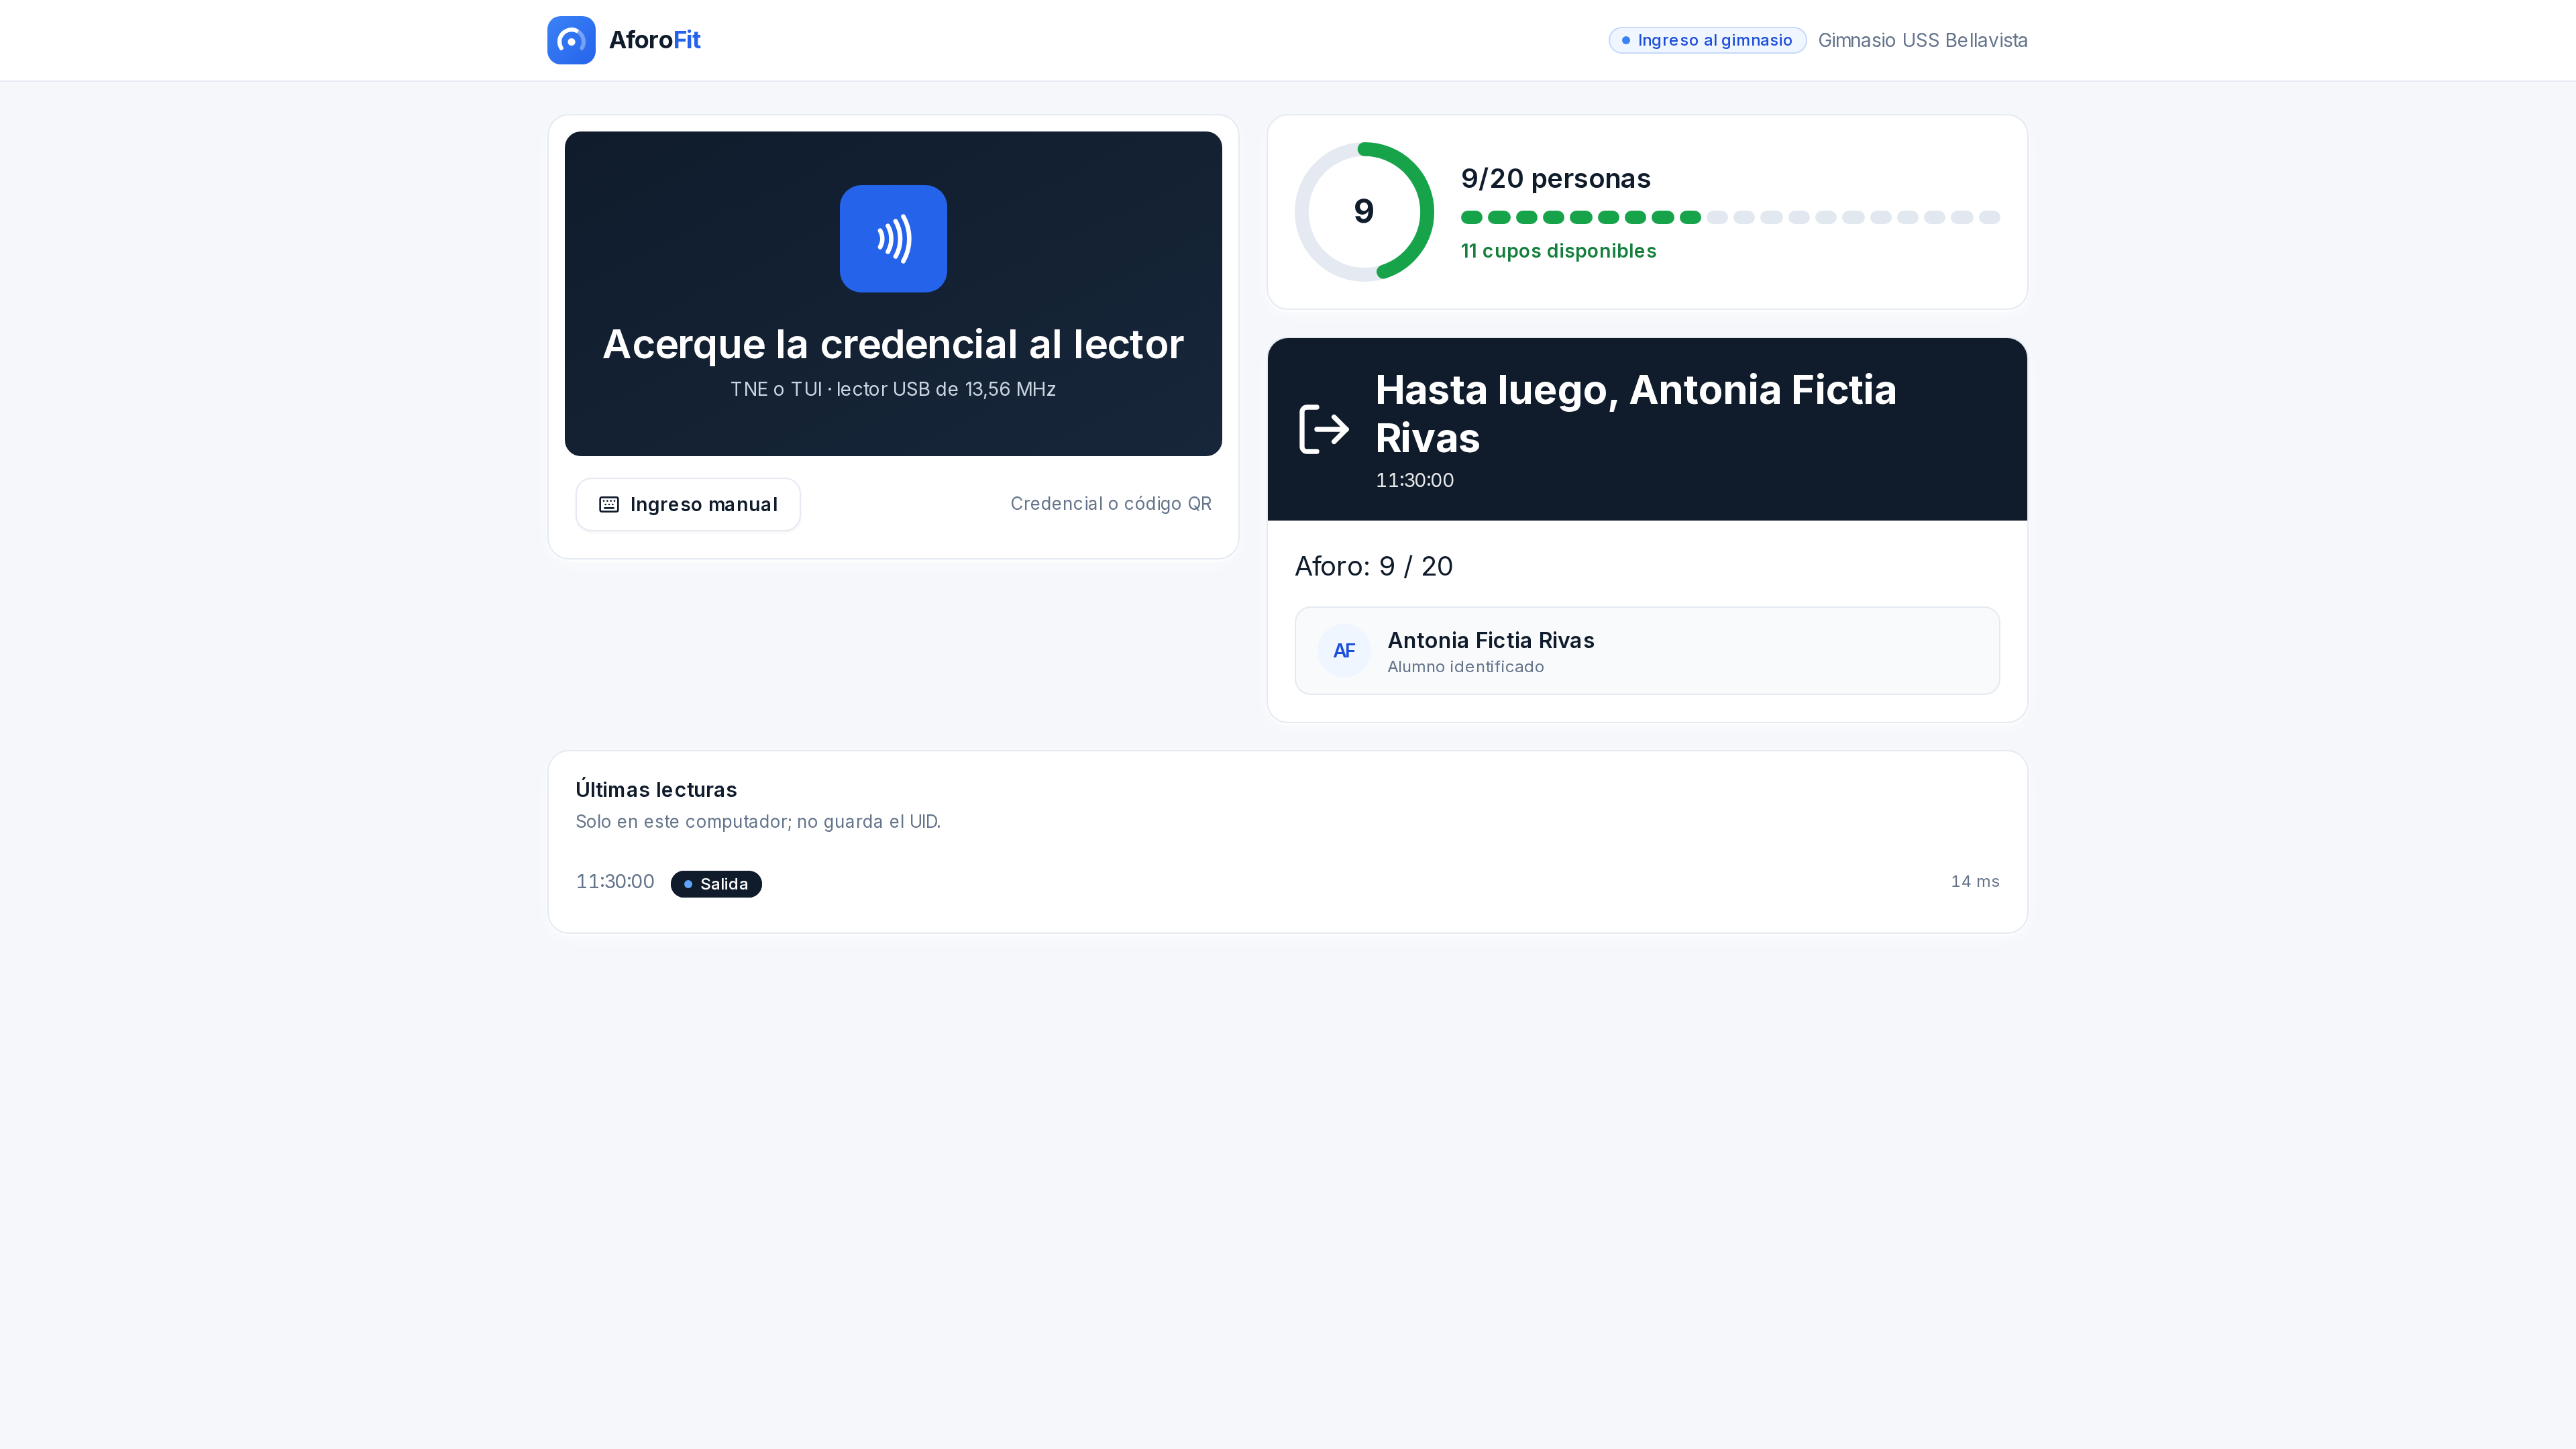 AforoFit
Ingreso al gimnasio
Gimnasio USS Bellavista
Acerque la credencial al lector
TNE o TUI · lector USB de 13,56 MHz
Ingreso manual
Credencial o código QR
9
9/20 personas
11 cupos disponibles
Hasta luego, Antonia Fictia
Rivas
11:30:00
Aforo: 9 / 20
AF
Antonia Fictia Rivas
Alumno identificado
Últimas lecturas
Solo en este computador; no guarda el UID.
11:30:00
Salida
14 ms